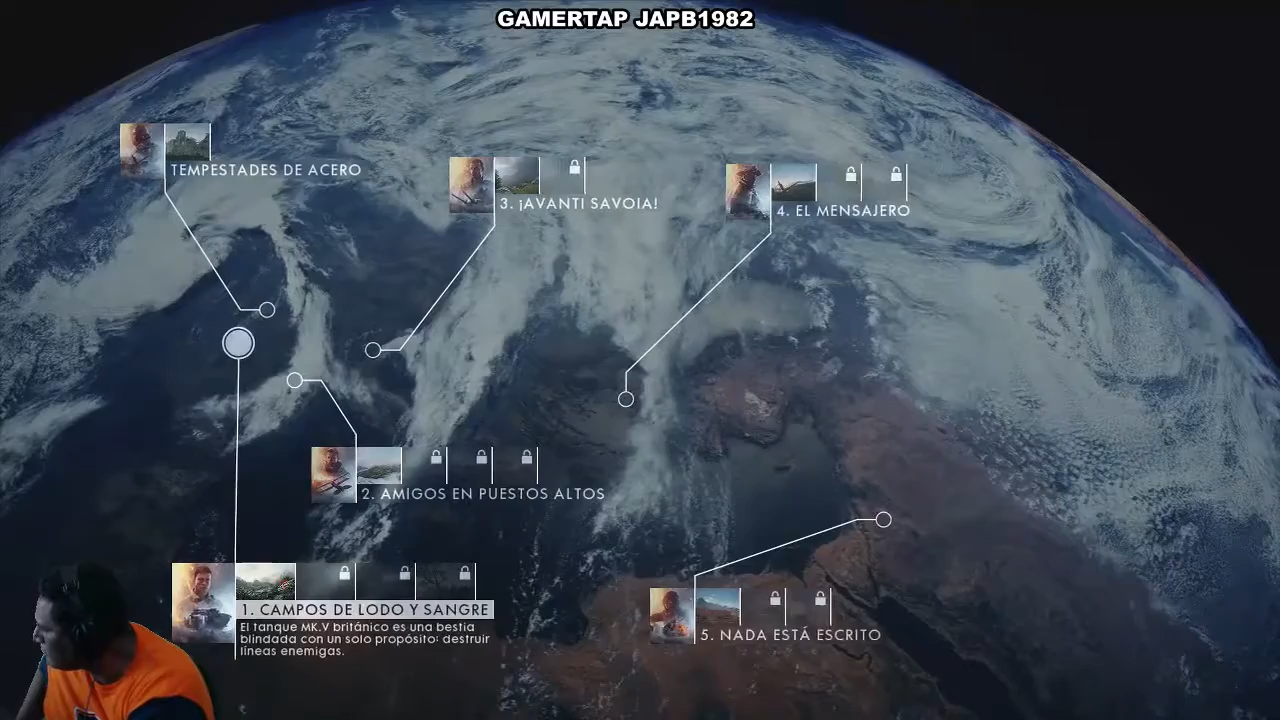 GAMERTAP JAPB1982
TEMPESTADES DE ACERO
3. ¡AVANTI SAVOIA!
4. EL MENSAJERO
2. AMIGOS EN PUESTOS ALTOS
1. CAMPOS DE LODO Y SANGRE
El tanque MK.V británico es una bestia
blindada con un solo propósito: destruir
líneas enemigas.
5. NADA ESTÁ ESCRITO